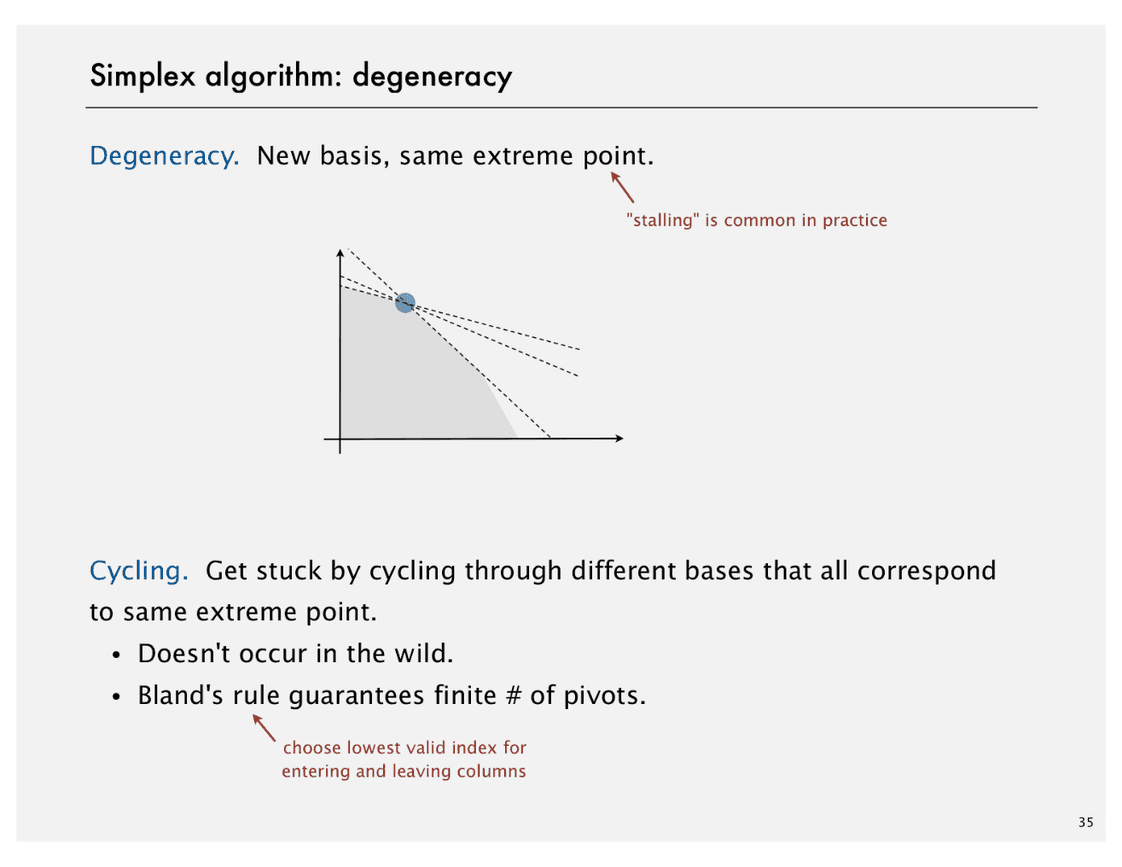 Simplex algorithm: degeneracy
Degeneracy. New basis, same extreme point.
"stalling" is common in practice
Cycling. Get stuck by cycling through different bases that all correspond
to same extreme point.
• Doesn't occur in the wild.
• Bland's rule guarantees finite # of pivots.
choose lowest valid index for
entering and leaving columns
35